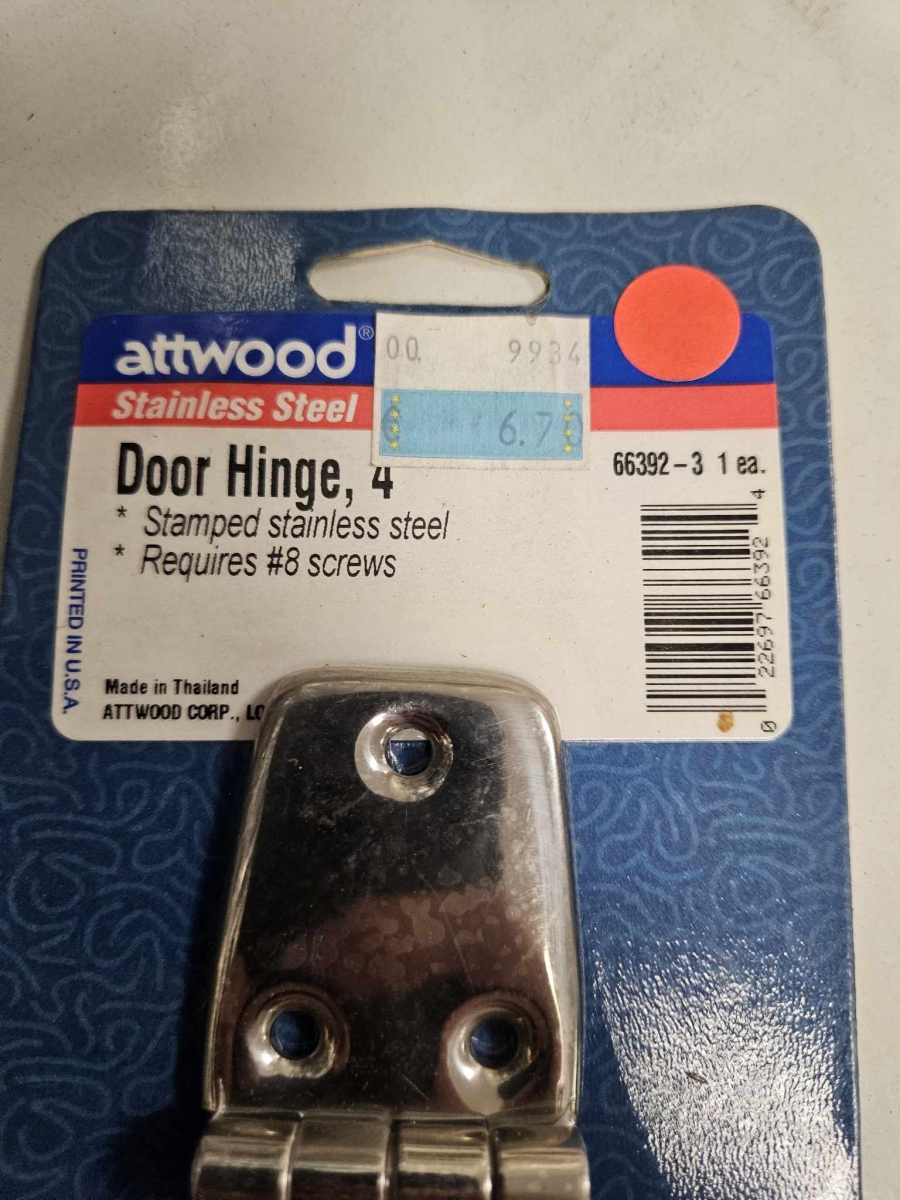 attwood®
Stainless Steel
00 9934
6.70
Door Hinge, 4
* Stamped stainless steel
* Requires #8 screws
66392-3 1 ea.
0 22697 66392 4
PRINTED IN U.S.A.
Made in Thailand
ATTWOOD CORP.,